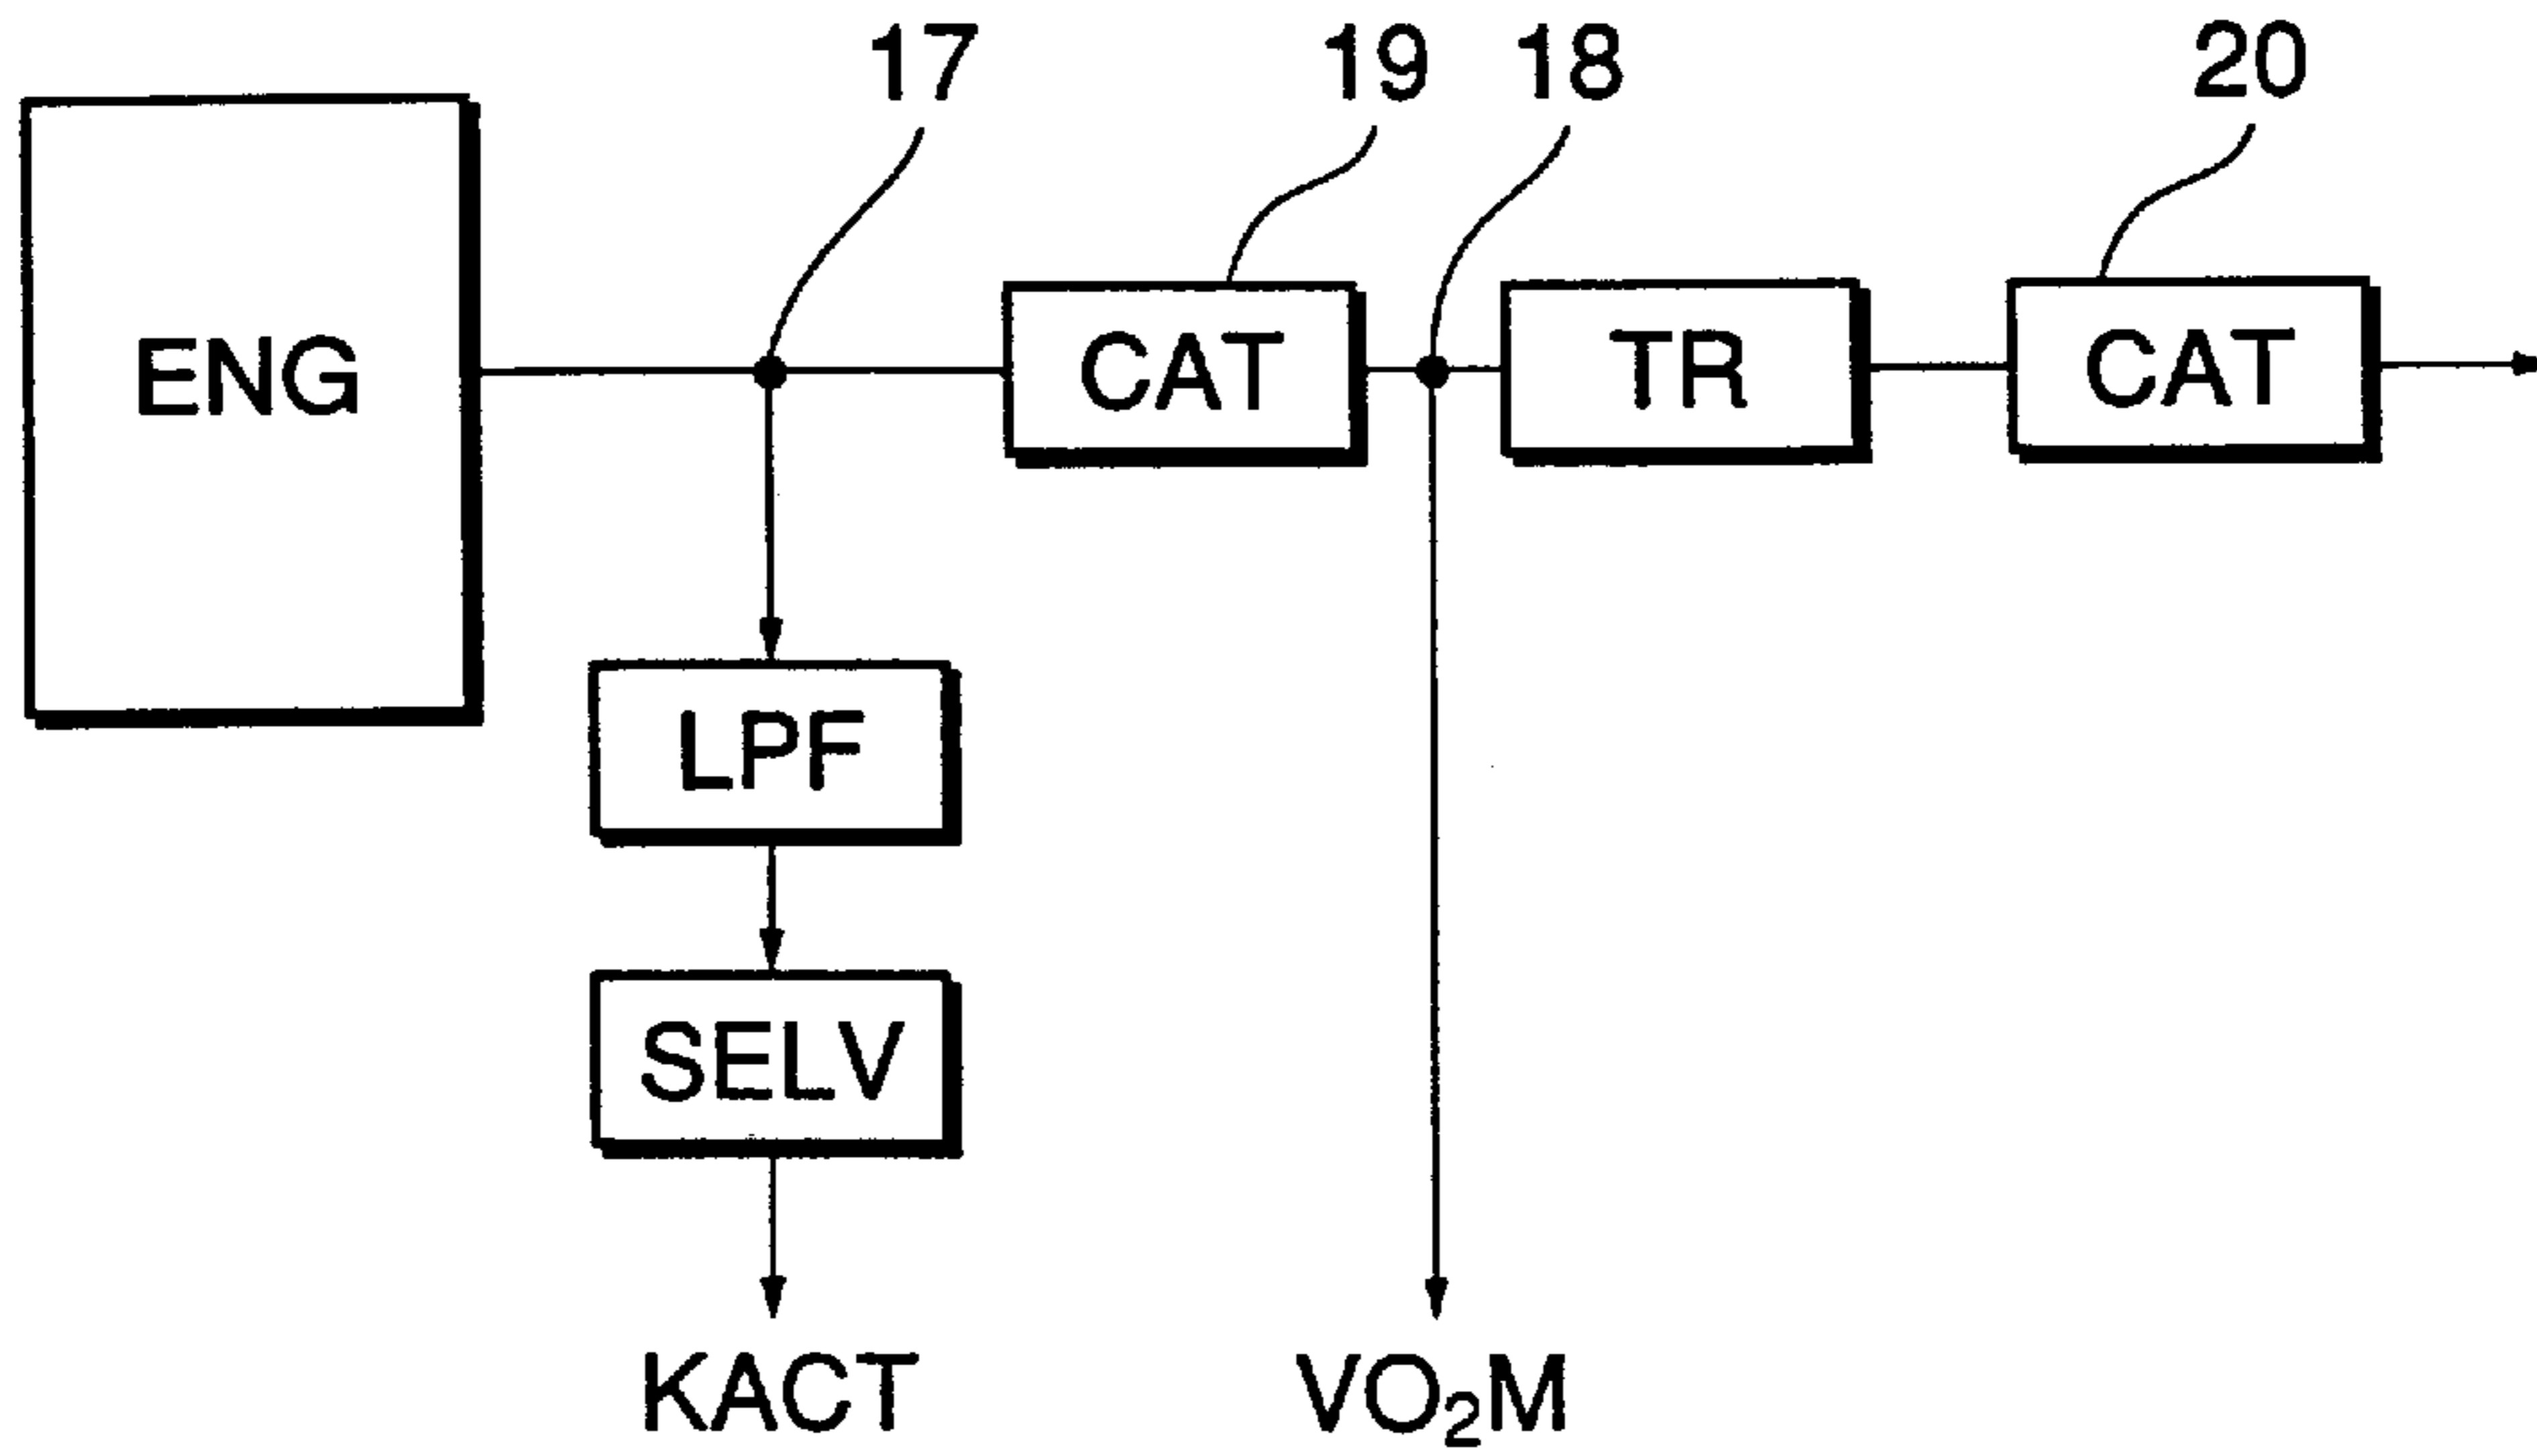 17 19 18 20
ENG CAT TR CAT
LPF
SELV
KACT VO₂M